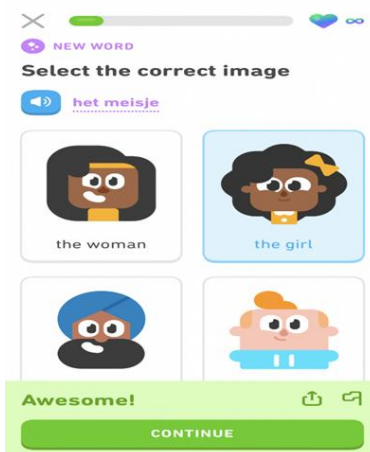 NEW WORD
Select the correct image
het meisje
the woman
the girl
Awesome!
CONTINUE